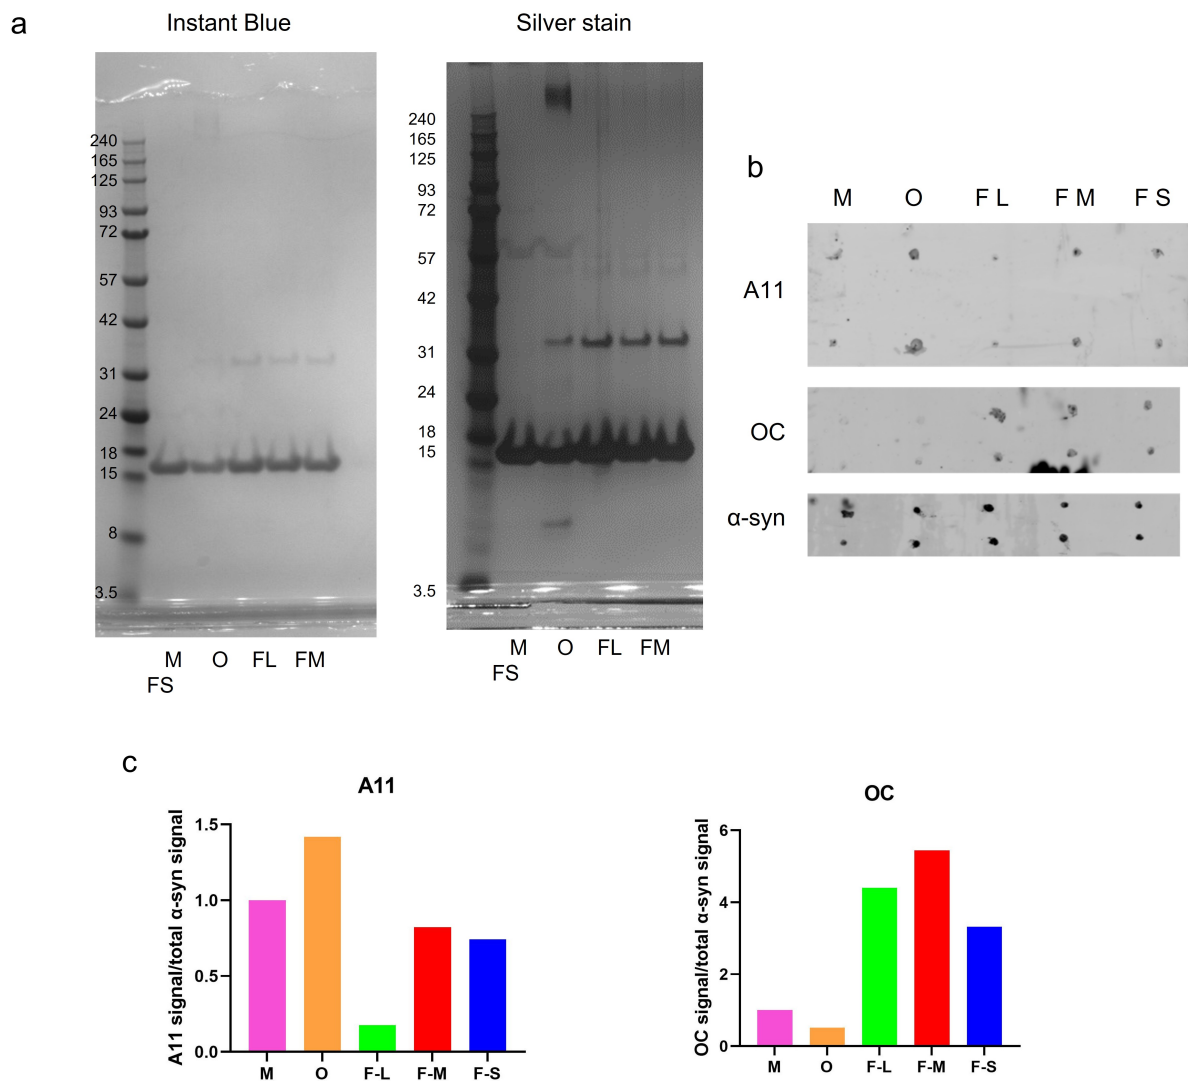 a
Instant Blue
Silver stain
240
165
125
93
72
57
42
31
24
18
15
8
3.5
M O FL FM
FS
240
165
125
93
72
57
42
31
24
18
15
3.5
M O FL FM
FS
b
M O F L F M F S
A11
OC
α-syn
c
A11
A11 signal/total α-syn signal
1.5
1.0
0.5
0.0
M O F-L F-M F-S
OC
OC signal/total α-syn signal
6
4
2
0
M O F-L F-M F-S